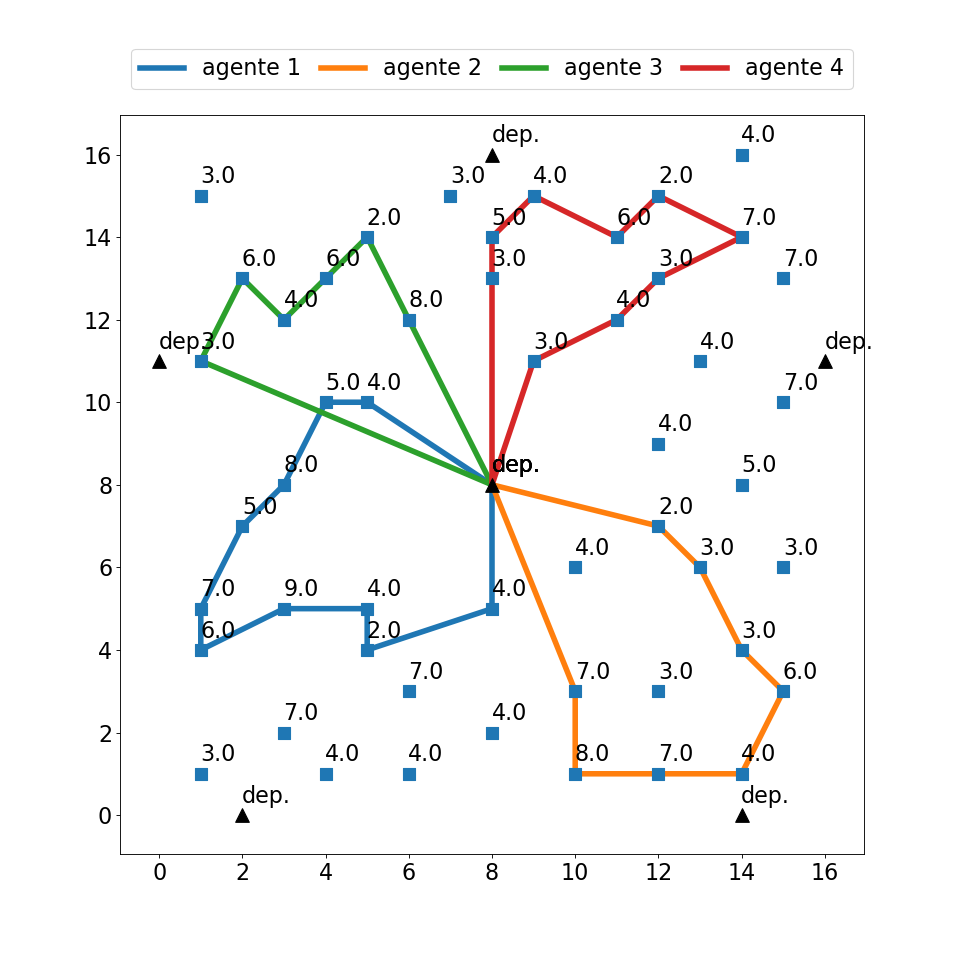 agente 1 agente 2 agente 3 agente 4
dep. 4.0
16
3.0 3.0 4.0 2.0
2.0 5.0 6.0 7.0
14
6.0 6.0 3.0 3.0 7.0
4.0 8.0 4.0
12
dep. 3.0 4.0 dep.
5.0 4.0 3.0 7.0
10
4.0
8.0 dep. 5.0
8
5.0 2.0
4.0 3.0 3.0
6
7.0 9.0 4.0 4.0
6.0 2.0 3.0
4
7.0 7.0 3.0 6.0
7.0 4.0
2
3.0 4.0 4.0 8.0 7.0 4.0
dep. dep.
0
0 2 4 6 8 10 12 14 16